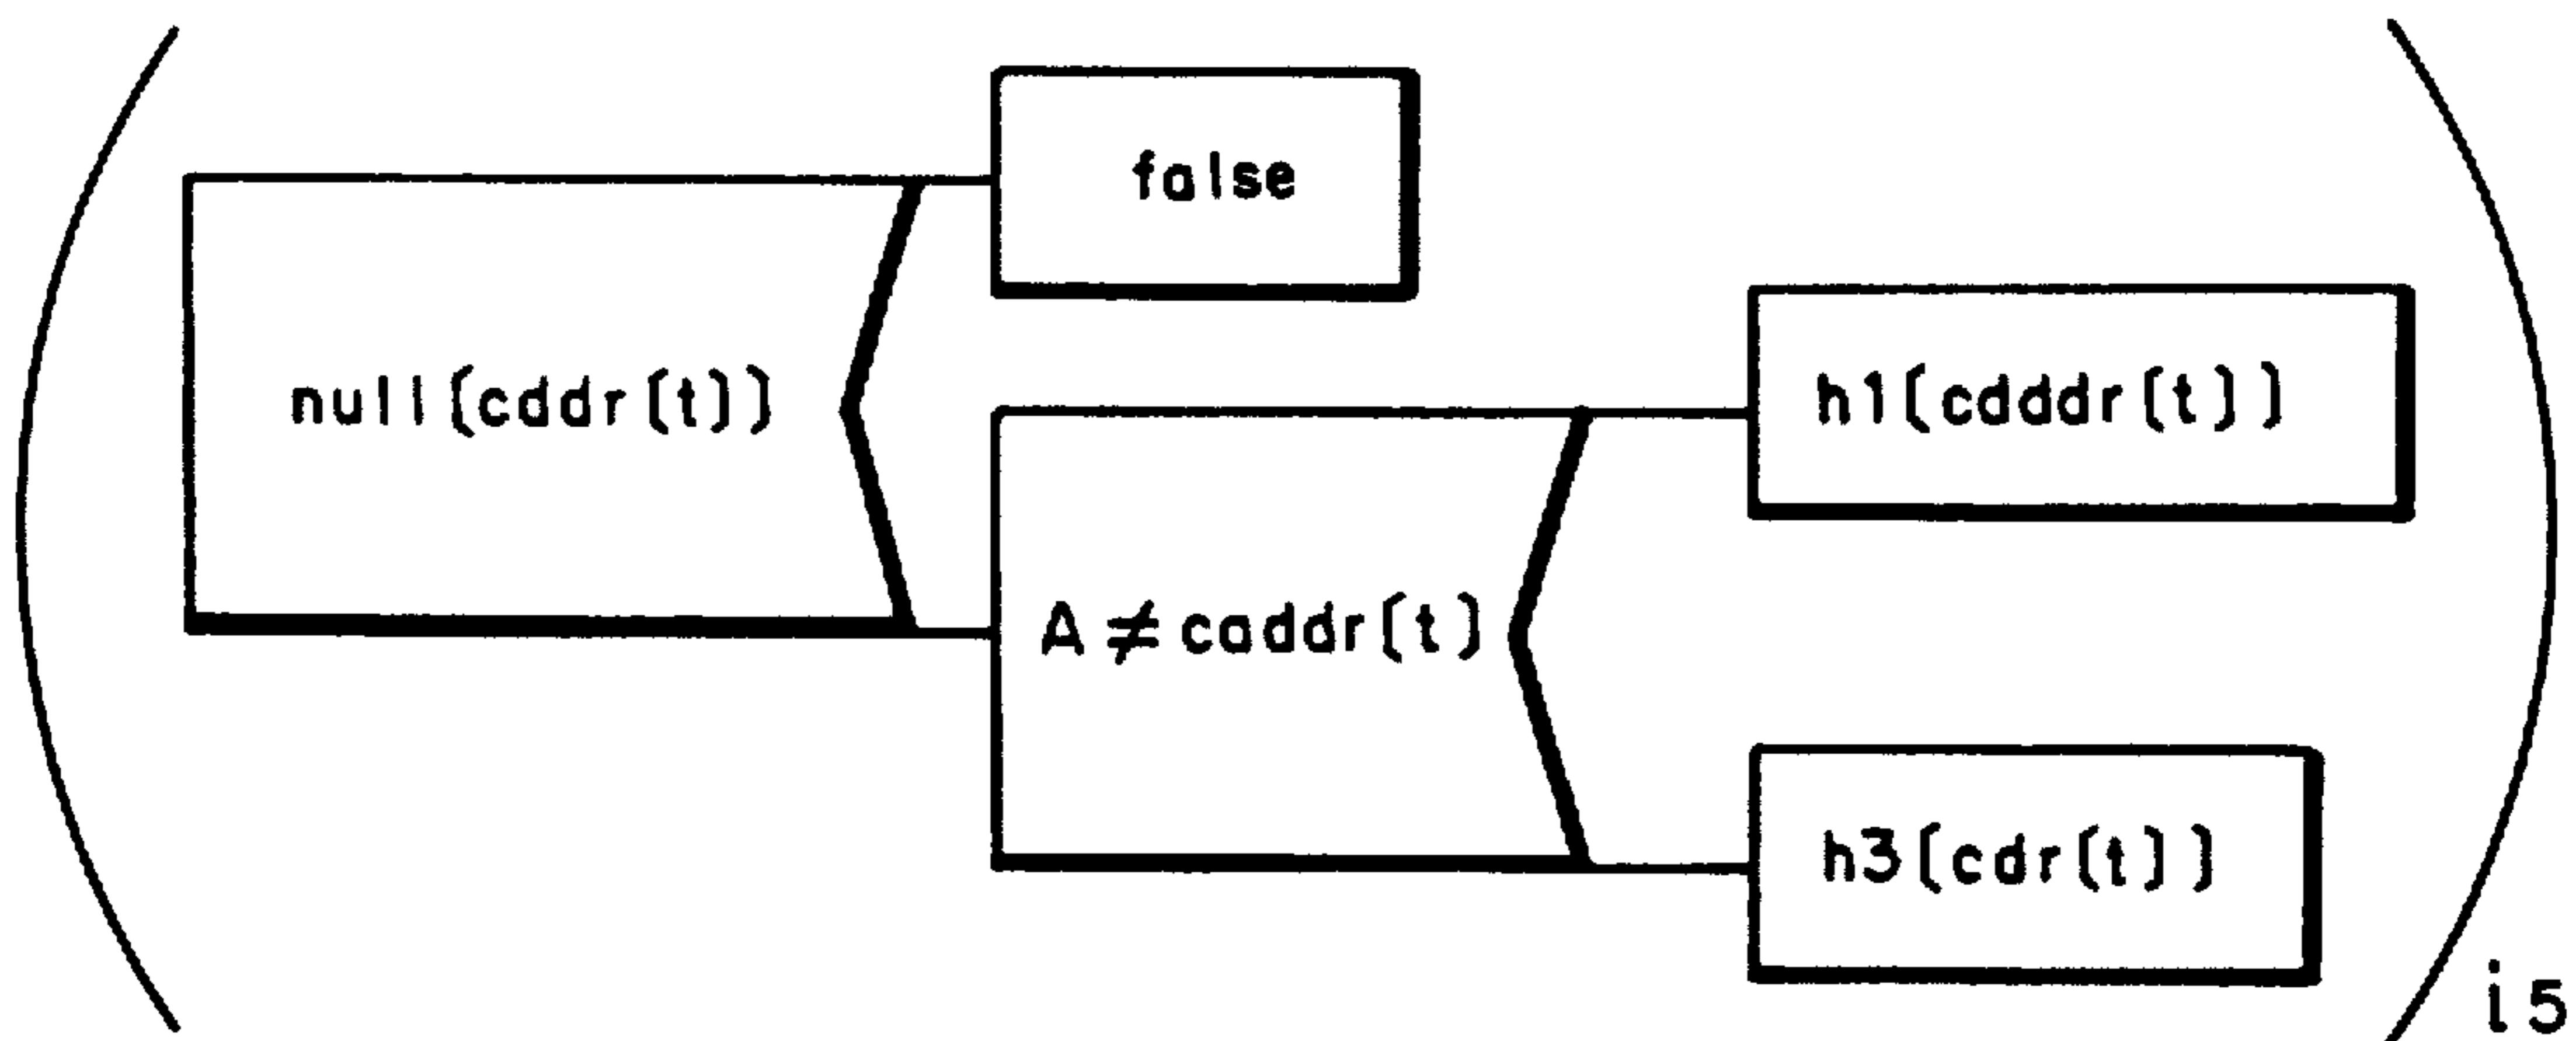 false
null(cddr(t))
h1(cdddr(t))
A ≠ caddr(t)
h3(cdr(t))
i5